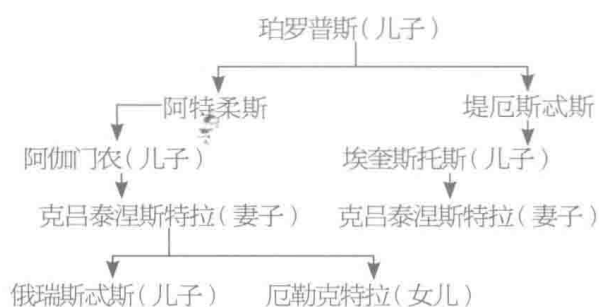 珀罗普斯(儿子)
阿特柔斯 堤厄斯忒斯
阿伽门农(儿子) 埃奎斯托斯(儿子)
克吕泰涅斯特拉(妻子) 克吕泰涅斯特拉(妻子)
俄瑞斯忒斯(儿子) 厄勒克特拉(女儿)